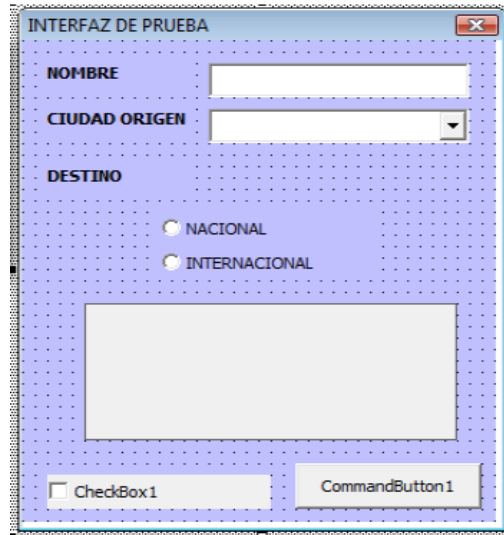 INTERFAZ DE PRUEBA
NOMBRE
CIUDAD ORIGEN
DESTINO
NACIONAL
INTERNACIONAL
CheckBox1
CommandButton1